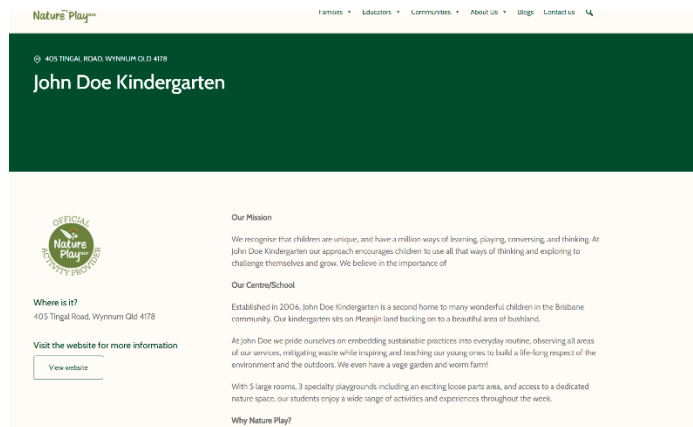 Nature Play QLD
Families Educators Communities About Us Blogs Contact us
405 TINGAL ROAD, WYNNUM QLD 4178
John Doe Kindergarten
OFFICIAL
Nature
Play QLD
ACTIVITY PROVIDER
Where is it?
405 Tingal Road, Wynnum Qld 4178
Visit the website for more information
View website
Our Mission
We recognise that children are unique, and have a million ways of learning, playing, conversing, and thinking. At
John Doe Kindergarten our approach encourages children to use all that ways of thinking and exploring to
challenge themselves and grow. We believe in the importance of
Our Centre/School
Established in 2006, John Doe Kindergarten is a second home to many wonderful children in the Brisbane
community. Our kindergarten sits on Meanjin land backing on to a beautiful area of bushland.
At John Doe we pride ourselves on embedding sustainable practices into everyday routine, observing all areas
of our services, mitigating waste while inspiring and teaching our young ones to build a life-long respect of the
environment and the outdoors. We even have a vege garden and worm farm!
With 5 large rooms, 3 specialty playgrounds including an exciting loose parts area, and access to a dedicated
nature space, our students enjoy a wide range of activities and experiences throughout the week.
Why Nature Play?